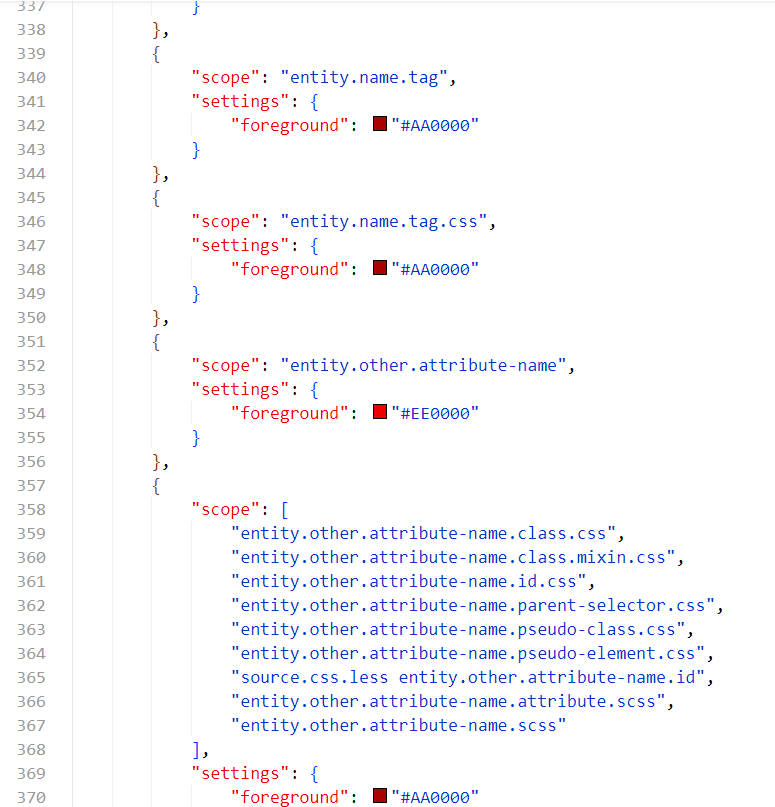 337 }
338 },
339 {
340 "scope": "entity.name.tag",
341 "settings": {
342 "foreground": "#AA0000"
343 }
344 },
345 {
346 "scope": "entity.name.tag.css",
347 "settings": {
348 "foreground": "#AA0000"
349 }
350 },
351 {
352 "scope": "entity.other.attribute-name",
353 "settings": {
354 "foreground": "#EE0000"
355 }
356 },
357 {
358 "scope": [
359 "entity.other.attribute-name.class.css",
360 "entity.other.attribute-name.class.mixin.css",
361 "entity.other.attribute-name.id.css",
362 "entity.other.attribute-name.parent-selector.css",
363 "entity.other.attribute-name.pseudo-class.css",
364 "entity.other.attribute-name.pseudo-element.css",
365 "source.css.less entity.other.attribute-name.id",
366 "entity.other.attribute-name.attribute.scss",
367 "entity.other.attribute-name.scss"
368 ],
369 "settings": {
370 "foreground": "#AA0000"